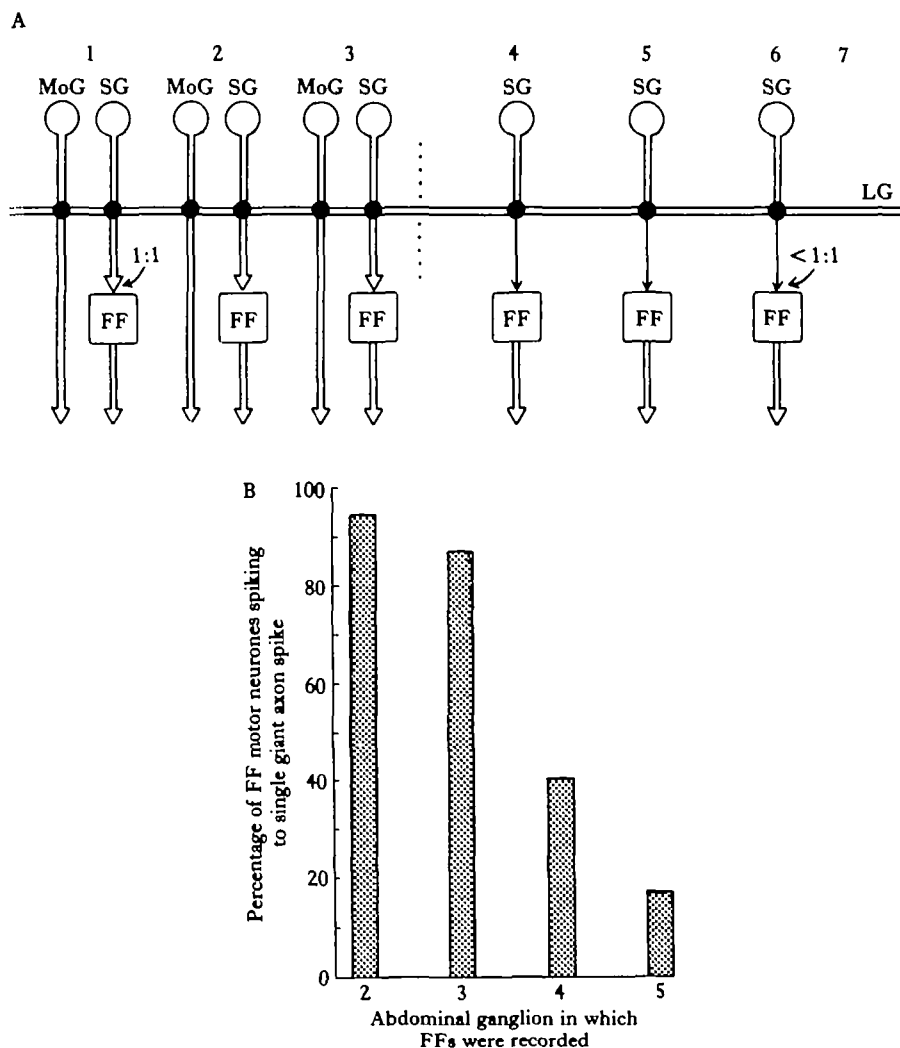 A
1 2 3 4 5 6 7
MoG SG MoG SG MoG SG SG SG SG
LG
1:1 < 1:1
FF FF FF FF FF FF
B
Percentage of FF motor neurones spiking
to single giant axon spike
100
80
60
40
20
0
2 3 4 5
Abdominal ganglion in which
FFs were recorded